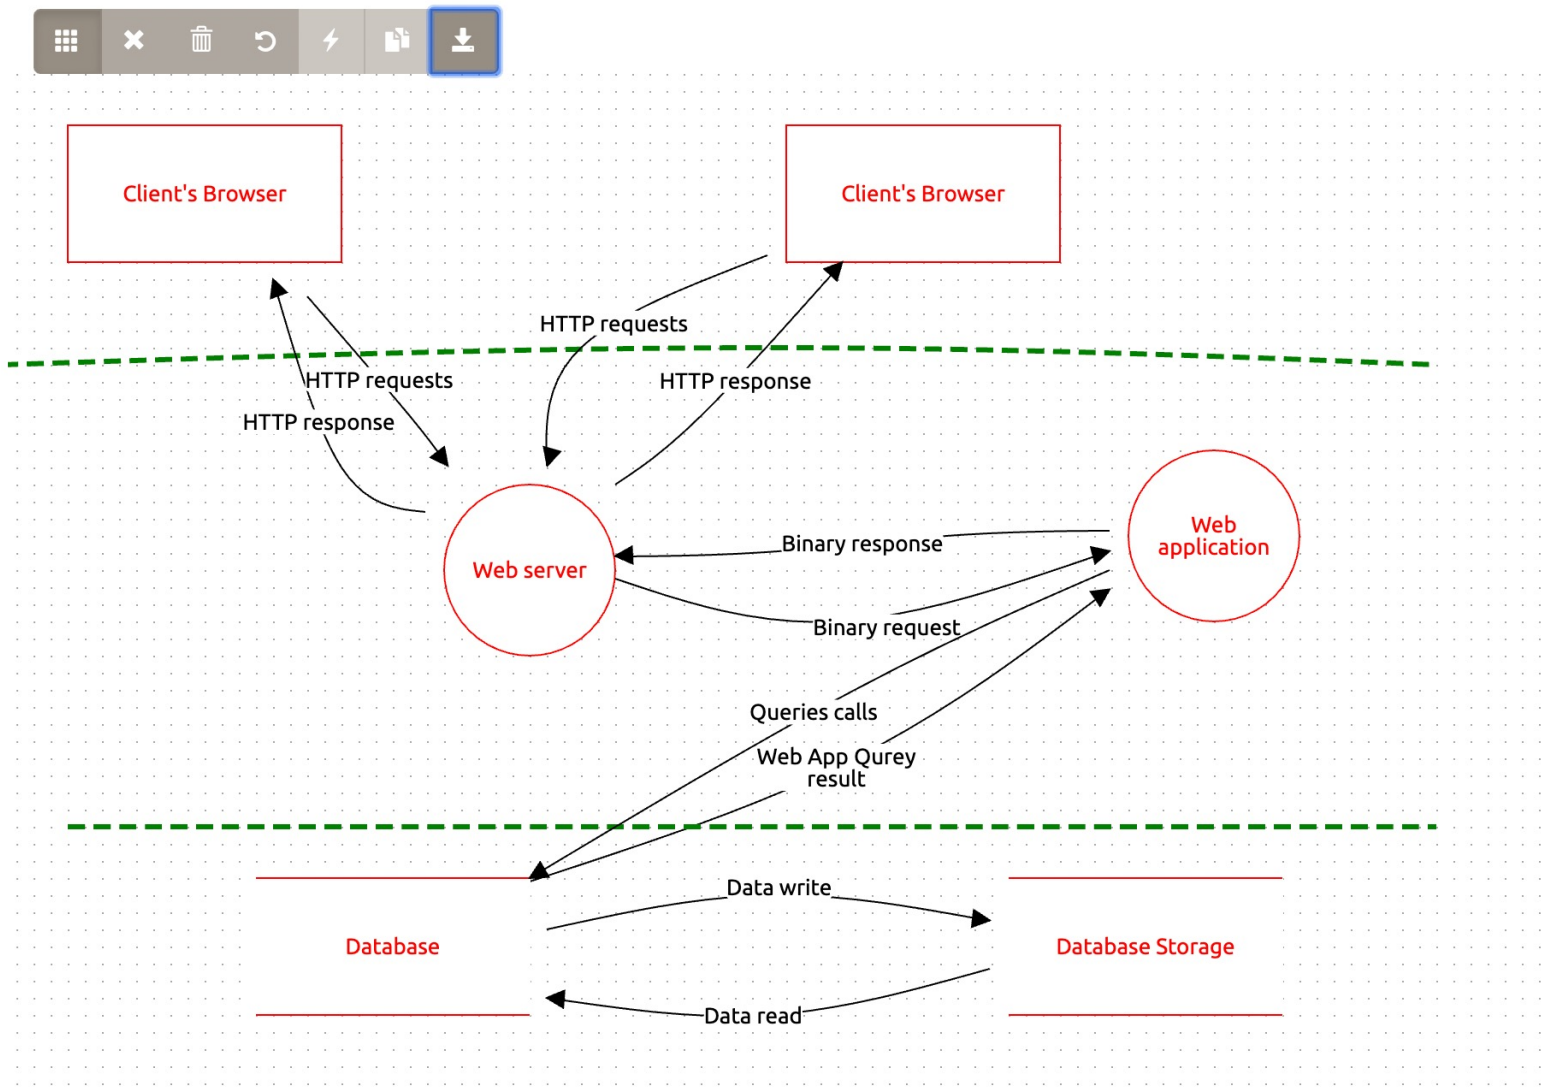 Client's Browser
Client's Browser
HTTP requests
HTTP requests
HTTP response
HTTP response
Web
application
Binary response
Web server
Binary request
Queries calls
Web App Qurey
result
Data write
Database
Database Storage
Data read